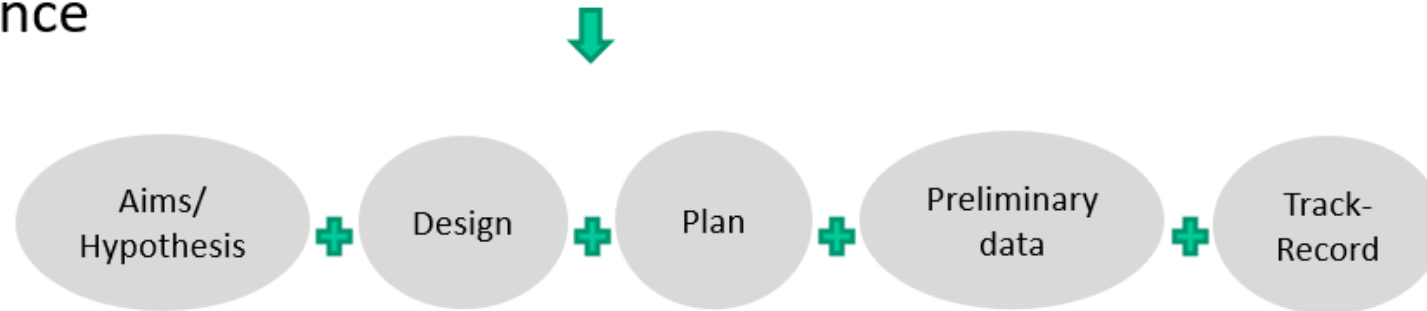 nce
Aims/
Hypothesis
Design
Plan
Preliminary
data
Track-
Record